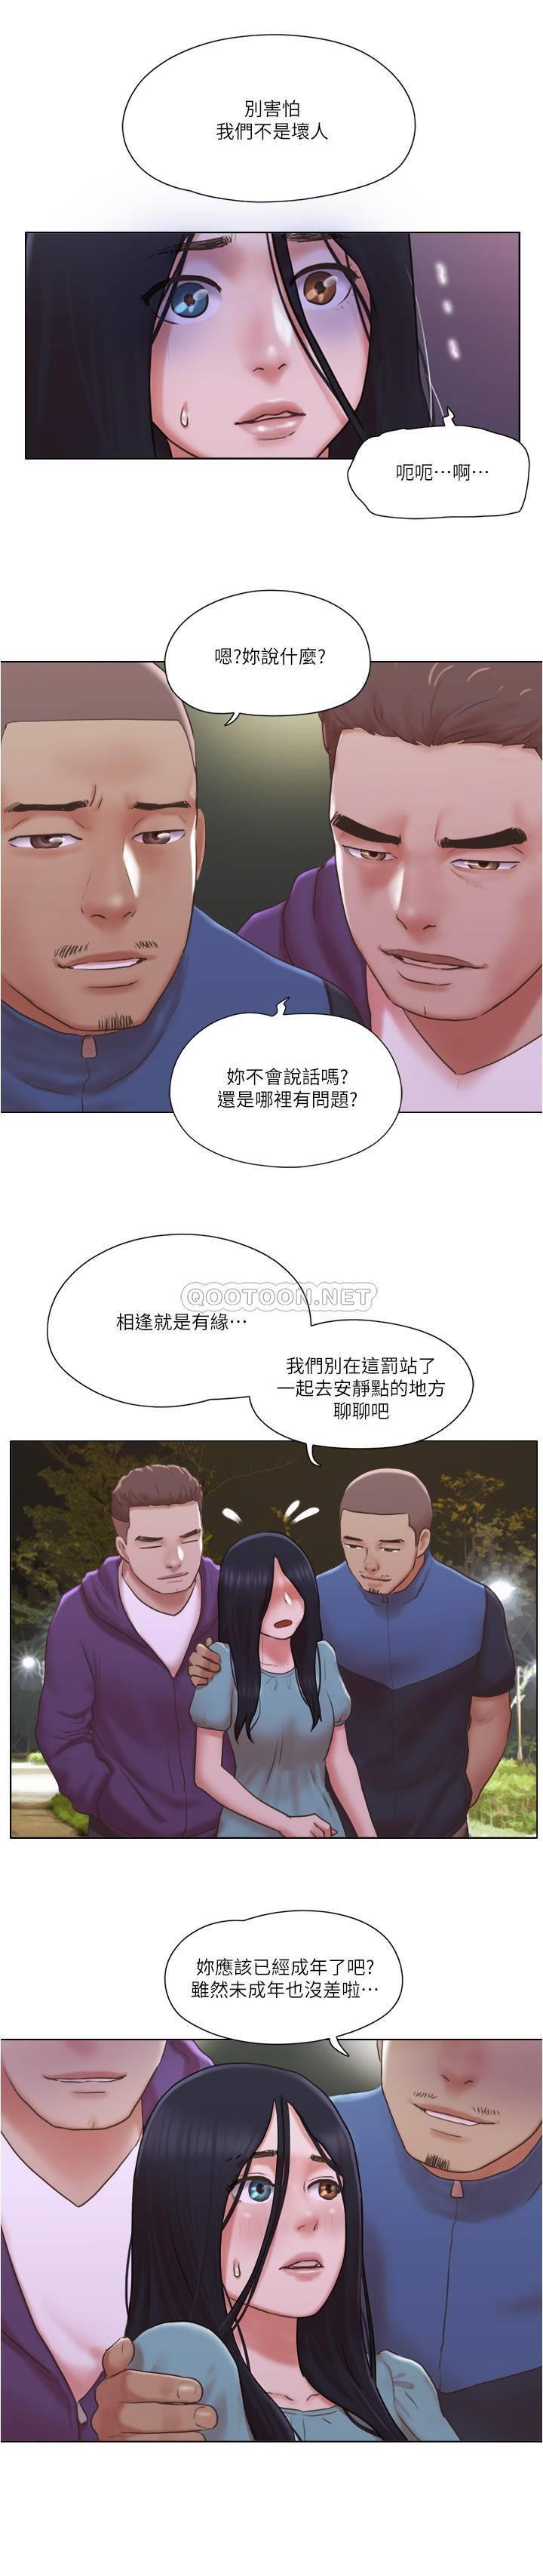 別害怕
我們不是壞人
呃呃…啊…
嗯?妳說什麼?
妳不會說話嗎?
還是哪裡有問題?
QOOTOON.NET
相逢就是有緣…
我們別在這罰站了
一起去安靜點的地方
聊聊吧
妳應該已經成年了吧?
雖然未成年也沒差啦…